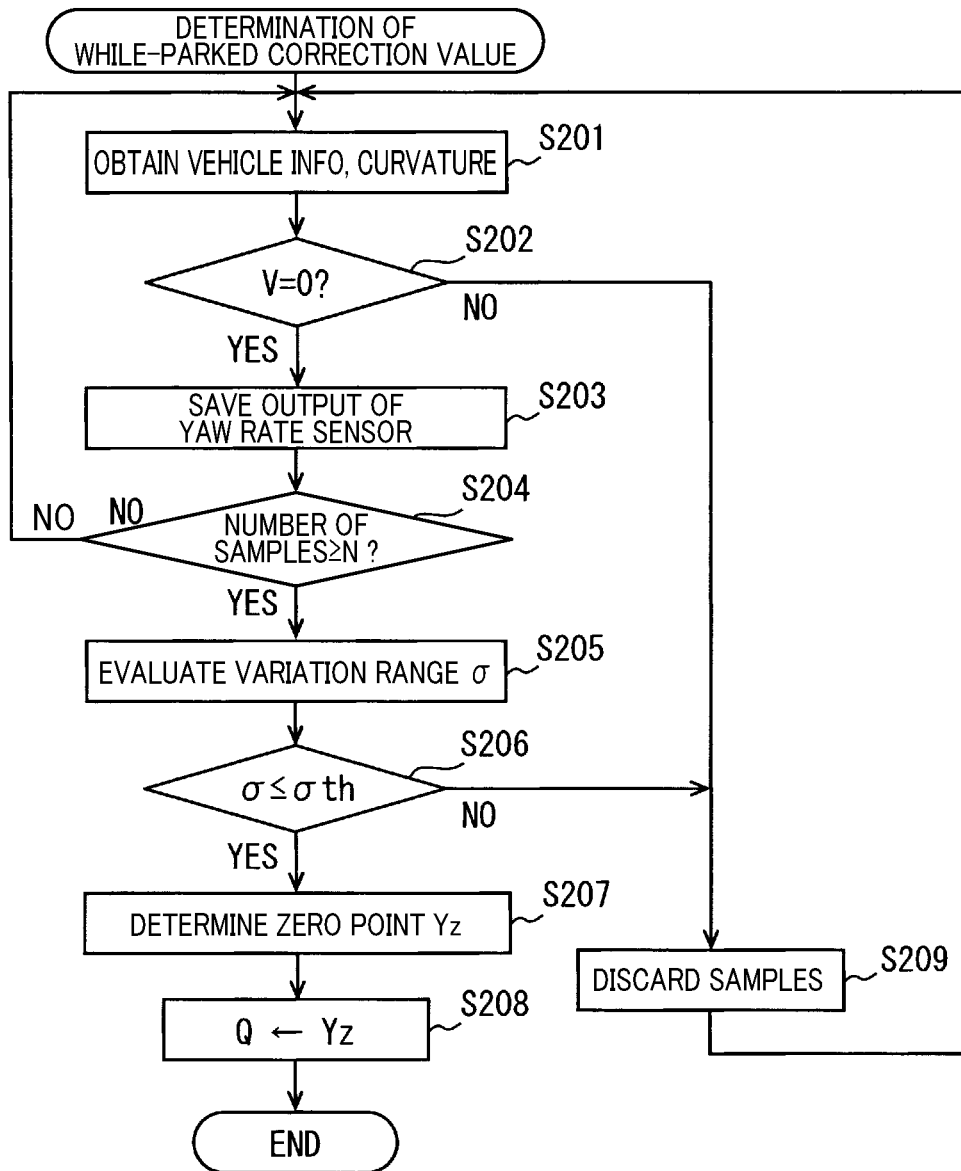 DETERMINATION OF
WHILE-PARKED CORRECTION VALUE
S201
OBTAIN VEHICLE INFO, CURVATURE
S202
V=0?
NO
YES
S203
SAVE OUTPUT OF
YAW RATE SENSOR
S204
NO
NO
NUMBER OF
SAMPLES≥N ?
YES
S205
EVALUATE VARIATION RANGE σ
S206
σ≤σth
NO
YES
S207
DETERMINE ZERO POINT Yz
S209
DISCARD SAMPLES
S208
Q ← Yz
END